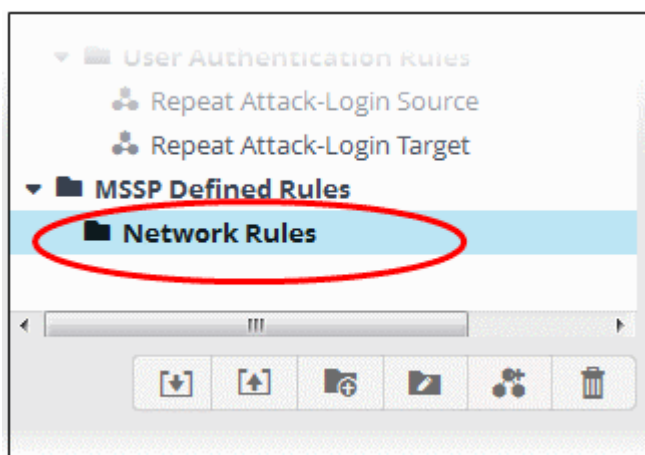 User Authentication Rules
Repeat Attack-Login Source
Repeat Attack-Login Target
MSSP Defined Rules
Network Rules